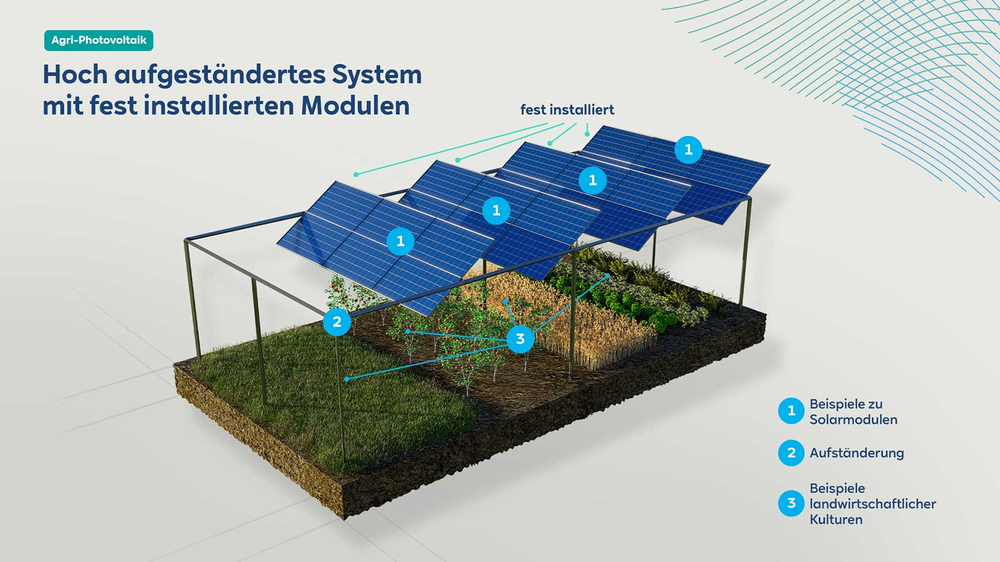 Agri-Photovoltaik
Hoch aufgeständertes System
mit fest installierten Modulen
fest installiert
1
1
1
1
2
3
1 Beispiele zu
Solarmodulen
2 Aufständerung
3 Beispiele
landwirtschaftlicher
Kulturen